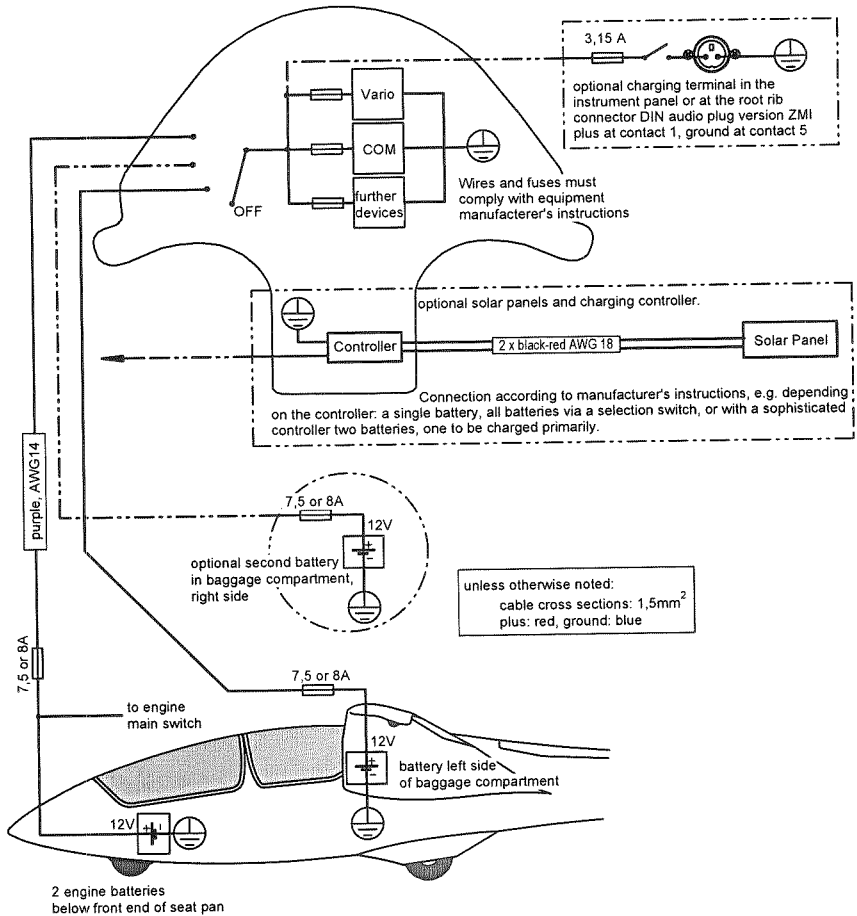 3,15 A
optional charging terminal in the
instrument panel or at the root rib
connector DIN audio plug version ZMI
plus at contact 1, ground at contact 5
Vario
COM
further
devices
OFF
Wires and fuses must
comply with equipment
manufacturer's instructions
optional solar panels and charging controller.
Controller
2 x black-red AWG 18
Solar Panel
Connection according to manufacturer's instructions, e.g. depending
on the controller: a single battery, all batteries via a selection switch, or with a sophisticated
controller two batteries, one to be charged primarily.
purple, AWG14
7,5 or 8A
12V
optional second battery
in baggage compartment,
right side
unless otherwise noted:
cable cross sections: 1,5mm²
plus: red, ground: blue
7,5 or 8A
7,5 or 8A
to engine
main switch
12V
battery left side
of baggage compartment
12V
2 engine batteries
below front end of seat pan